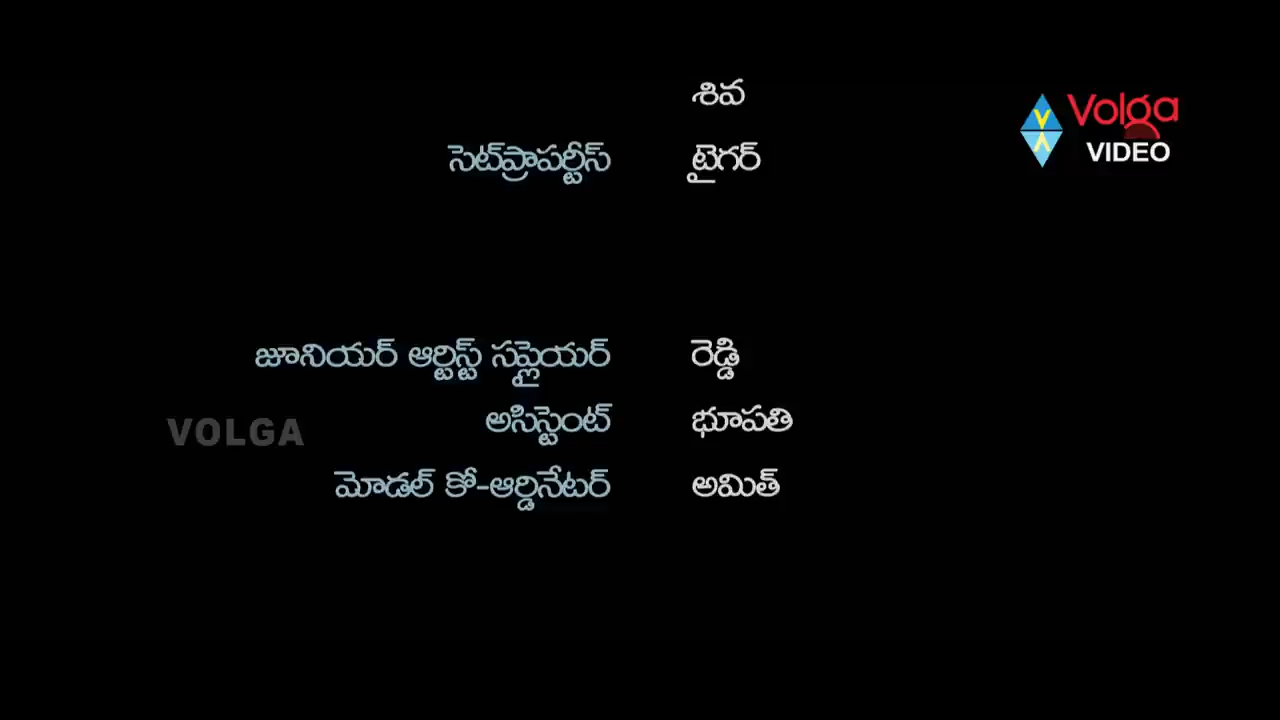 శివ
సెట్‌ప్రాపర్టీస్ టైగర్
Volga
VIDEO
జూనియర్ ఆర్టిస్ట్ సప్లైయర్ రెడ్డి
అసిస్టెంట్ భూపతి
VOLGA
మోడల్ కో-ఆర్డినేటర్ అమిత్